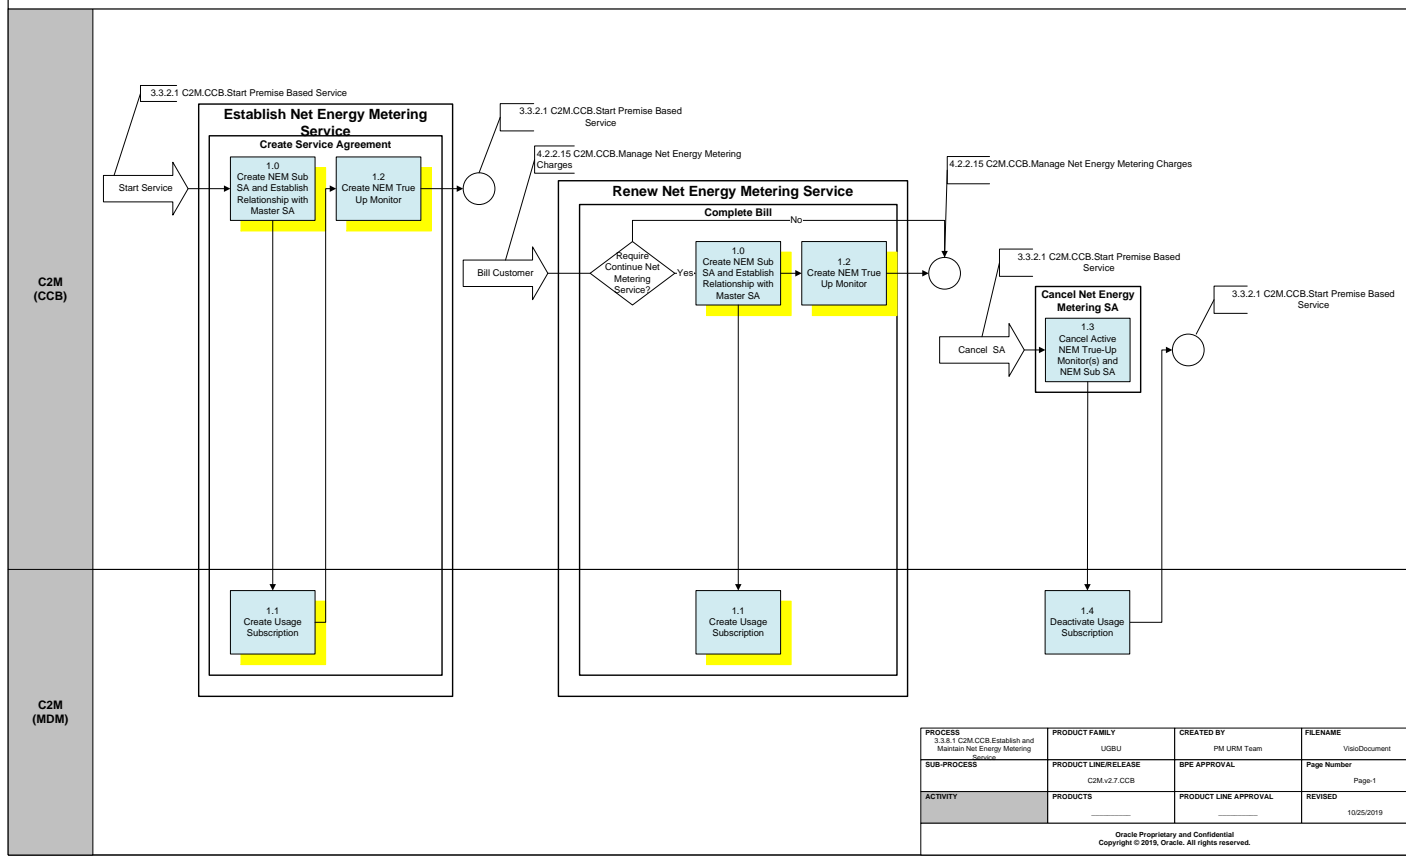 C2M
(CCB)
3.3.2.1 C2M.CCB.Start Premise Based Service
Start Service
Establish Net Energy Metering
Service
Create Service Agreement
1.0
Create NEM Sub
SA and Establish
Relationship with
Master SA
1.2
Create NEM True
Up Monitor
3.3.2.1 C2M.CCB.Start Premise Based
Service
4.2.2.15 C2M.CCB.Manage Net Energy Metering
Charges
Bill Customer
Renew Net Energy Metering Service
Complete Bill
No
Require
Continue Net
Metering
Service?
Yes
1.0
Create NEM Sub
SA and Establish
Relationship with
Master SA
1.2
Create NEM True
Up Monitor
4.2.2.15 C2M.CCB.Manage Net Energy Metering Charges
3.3.2.1 C2M.CCB.Start Premise Based
Service
Cancel SA
Cancel Net Energy
Metering SA
1.3
Cancel Active
NEM True-Up
Monitor(s) and
NEM Sub SA
3.3.2.1 C2M.CCB.Start Premise Based
Service
C2M
(MDM)
1.1
Create Usage
Subscription
1.1
Create Usage
Subscription
1.4
Deactivate Usage
Subscription
PROCESS
3.3.8.1 C2M.CCB.Establish and
Maintain Net Energy Metering
Service
PRODUCT FAMILY
UGBU
CREATED BY
PM URM Team
FILENAME
VisioDocument
SUB-PROCESS
PRODUCT LINE/RELEASE
C2M.v2.7.CCB
BPE APPROVAL
Page Number
Page-1
ACTIVITY
PRODUCTS
PRODUCT LINE APPROVAL
REVISED
10/25/2019
Oracle Proprietary and Confidential
Copyright © 2019, Oracle. All rights reserved.